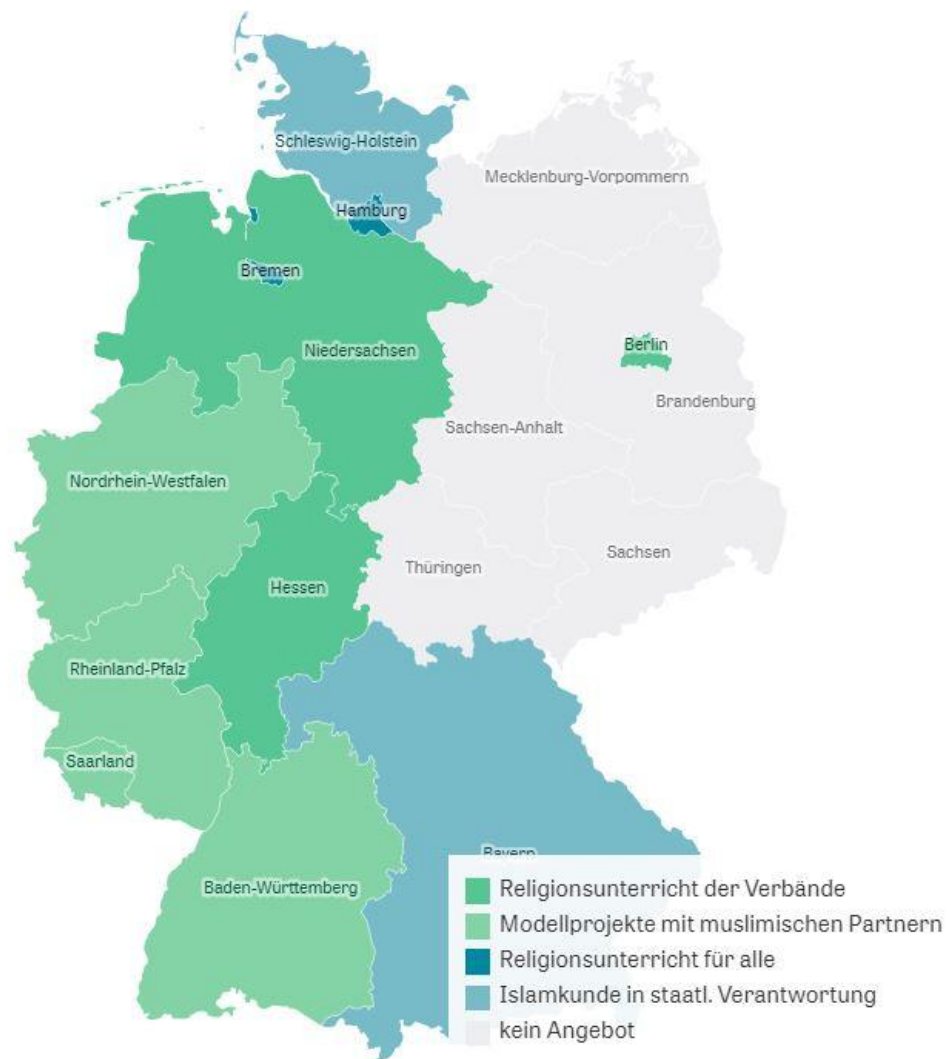 Schleswig-Holstein
Mecklenburg-Vorpommern
Hamburg
Bremen
Berlin
Niedersachsen
Brandenburg
Sachsen-Anhalt
Nordrhein-Westfalen
Sachsen
Thüringen
Hessen
Rheinland-Pfalz
Saarland
Bayern
Baden-Württemberg
Religionsunterricht der Verbände
Modellprojekte mit muslimischen Partnern
Religionsunterricht für alle
Islamkunde in staatl. Verantwortung
kein Angebot